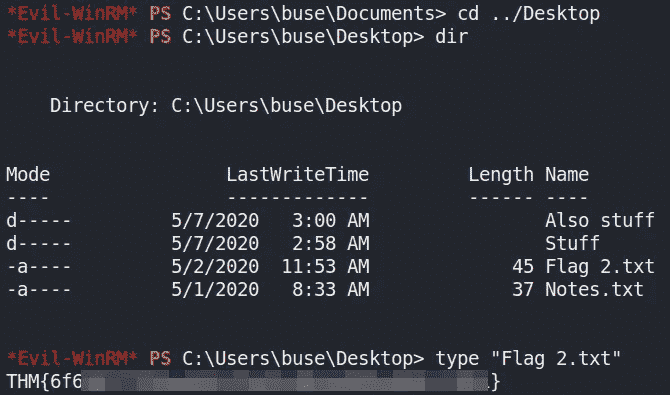 *Evil-WinRM* PS C:\Users\buse\Documents> cd ../Desktop
*Evil-WinRM* PS C:\Users\buse\Desktop> dir
Directory: C:\Users\buse\Desktop
Mode LastWriteTime Length Name
---- ------------- ------ ----
d----- 5/7/2020 3:00 AM Also stuff
d----- 5/7/2020 2:58 AM Stuff
-a---- 5/2/2020 11:53 AM 45 Flag 2.txt
-a---- 5/1/2020 8:33 AM 37 Notes.txt
*Evil-WinRM* PS C:\Users\buse\Desktop> type "Flag 2.txt"
THM{6f6 }